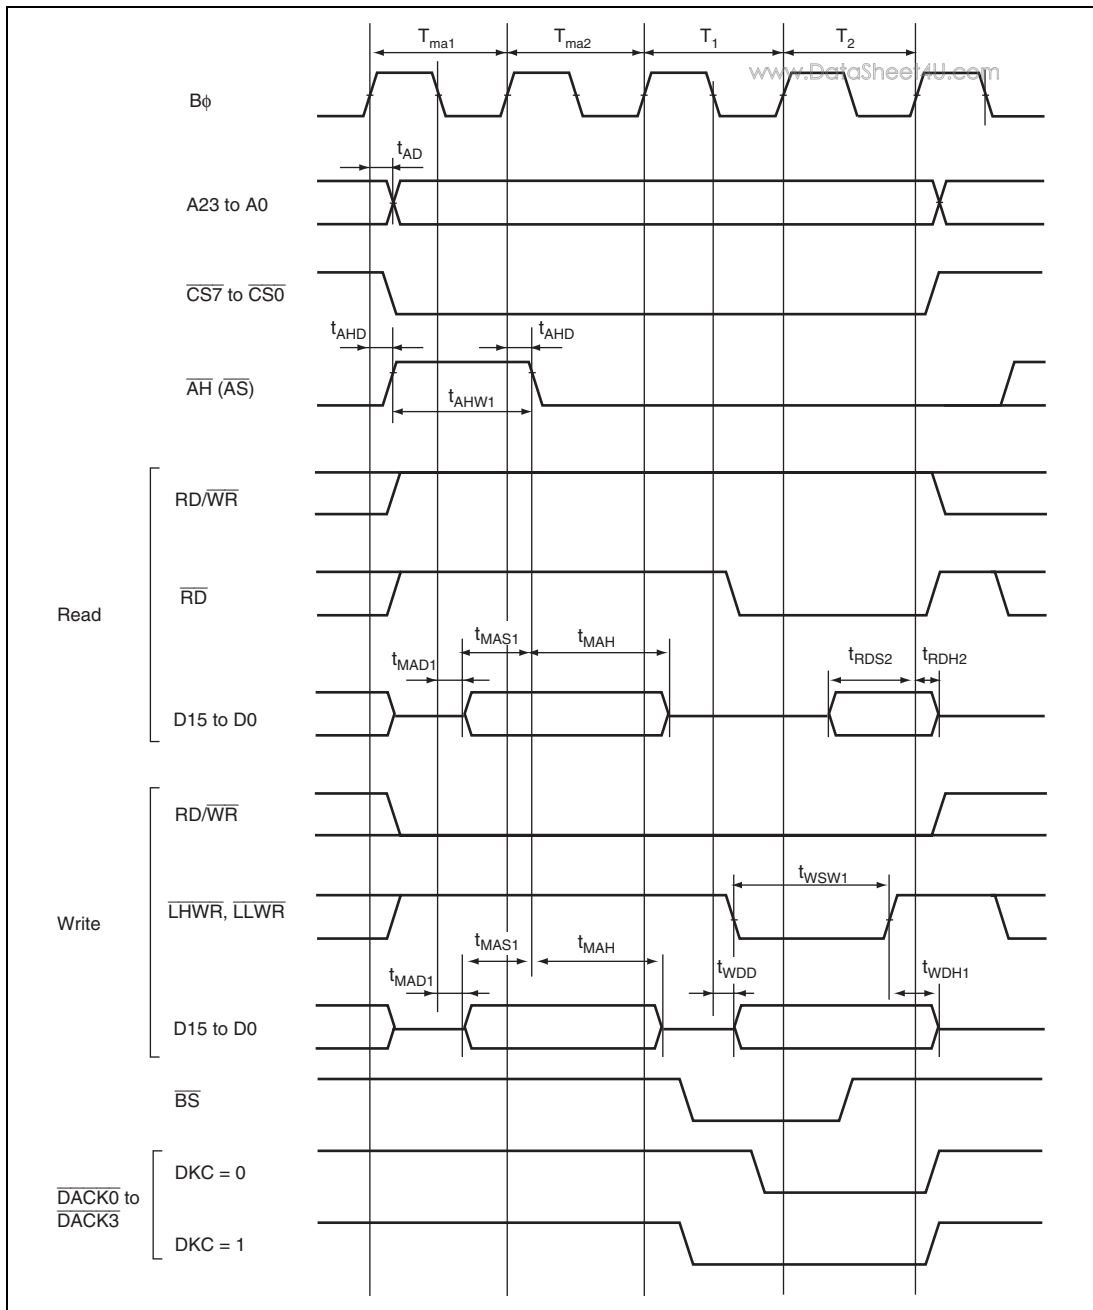 Tma1 Tma2 T1 T2
www.DataSheet4U.com
Bφ
tAD
A23 to A0
CS7 to CS0
tAHD tAHD
AH (AS)
tAHW1
RD/WR
Read
RD
tMAS1 tMAH
tMAD1 tRDS2 tRDH2
D15 to D0
RD/WR
Write
tWSW1
LHWR, LLWR
tMAS1 tMAH
tMAD1 tWDD tWDH1
D15 to D0
BS
DACK0 to
DACK3
DKC = 0
DKC = 1